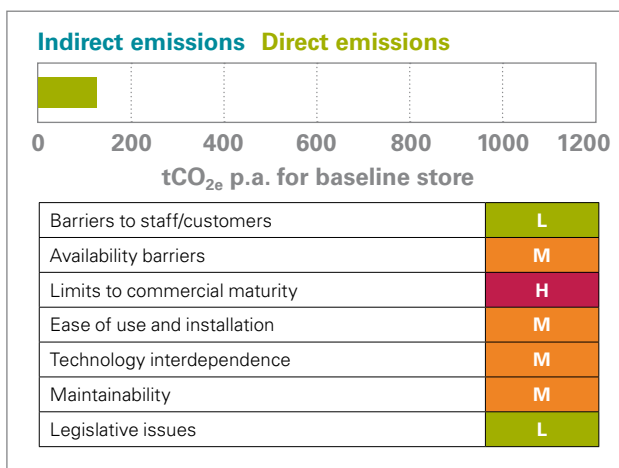 Indirect emissions Direct emissions
0 200 400 600 800 1000 1200
tCO2e p.a. for baseline store
Barriers to staff/customers L
Availability barriers M
Limits to commercial maturity H
Ease of use and installation M
Technology interdependence M
Maintainability M
Legislative issues L